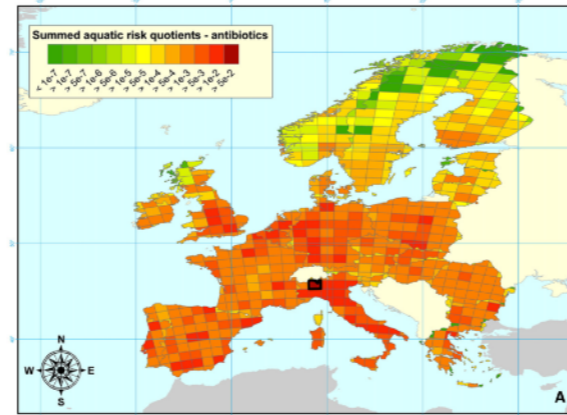 Summed aquatic risk quotients - antibiotics
< 1e-7
> 1e-7
> 5e-7
> 1e-6
> 5e-6
> 1e-5
> 5e-5
> 1e-4
> 5e-4
> 1e-3
> 5e-3
> 1e-2
> 5e-2
N
W E
S
A